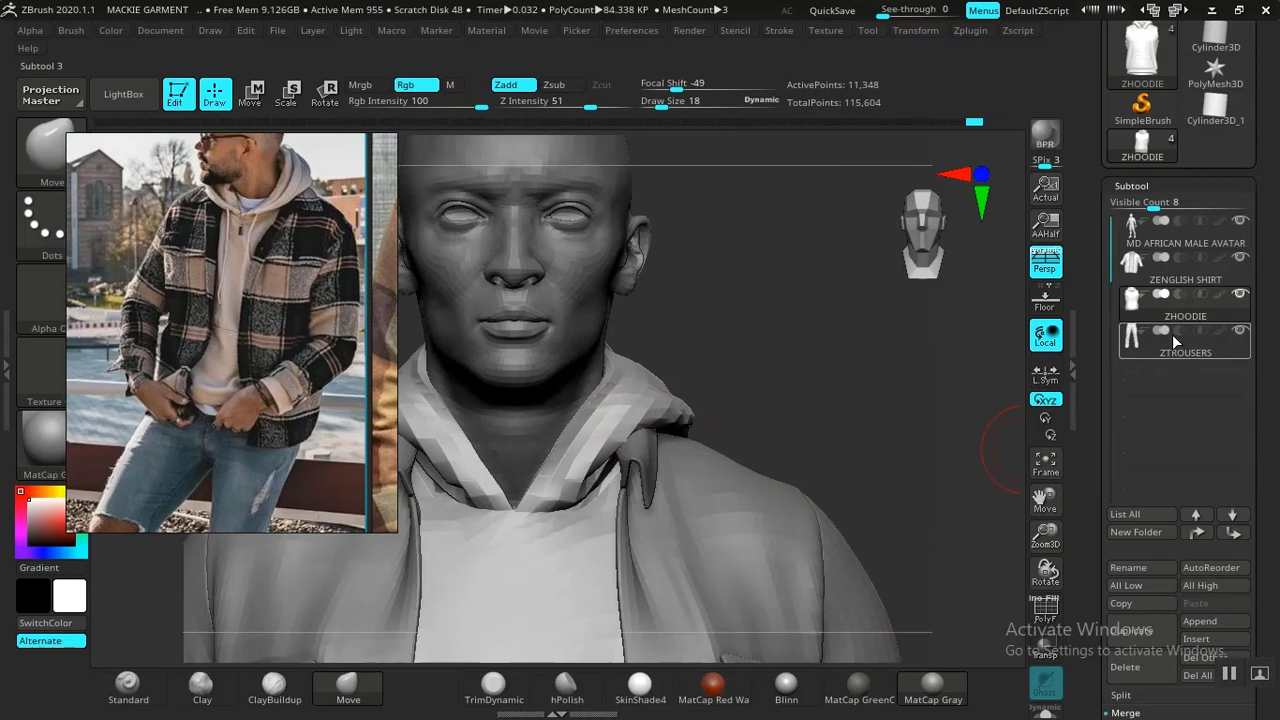 ZBrush 2020.1.1 MACKIE GARMENT .. • Free Mem 9.126GB • Active Mem 955 • Scratch Disk 48 • Timer▶0.032 • PolyCount▶84.338 KP • MeshCount▶3 AC QuickSave See-through 0 Menus DefaultZScript
Alpha Brush Color Document Draw Edit File Layer Light Macro Marker Material Movie Picker Preferences Render Stencil Stroke Texture Tool Transform Zplugin Zscript
Help
Subtool 3
Projection
Master
LightBox
Edit
Draw
Move
Scale
Rotate
Mrgb
Rgb
M
Rgb Intensity 100
Zadd
Zsub
Zcut
Z Intensity 51
Focal Shift -49
Draw Size 18
Dynamic
ActivePoints: 11,348
TotalPoints: 115,604
Move
Dots
Alpha O
Texture
MatCap G
Gradient
SwitchColor
Alternate
BPR
SPix 3
Actual
AAHalf
Persp
Floor
Local
L.Sym
XYZ
Y
Z
Frame
Move
Zoom3D
Rotate
PolyF
Transp
Ghost
Dynamic
4
ZHOODIE
Cylinder3D
PolyMesh3D
SimpleBrush
Cylinder3D_1
4
ZHOODIE
Subtool
Visible Count 8
MD AFRICAN MALE AVATAR
ZENGLISH SHIRT
ZHOODIE
ZTROUSERS
List All
New Folder
Rename
AutoReorder
All Low
All High
Copy
Paste
Duplicate
Append
Insert
Delete
Del Oth
Del All
Split
Merge
Activate Windows
Go to Settings to activate Windows.
Standard
Clay
ClayBuildup
Move
TrimDynamic
hPolish
SkinShade4
MatCap Red Wa
Blinn
MatCap GreenC
MatCap Gray